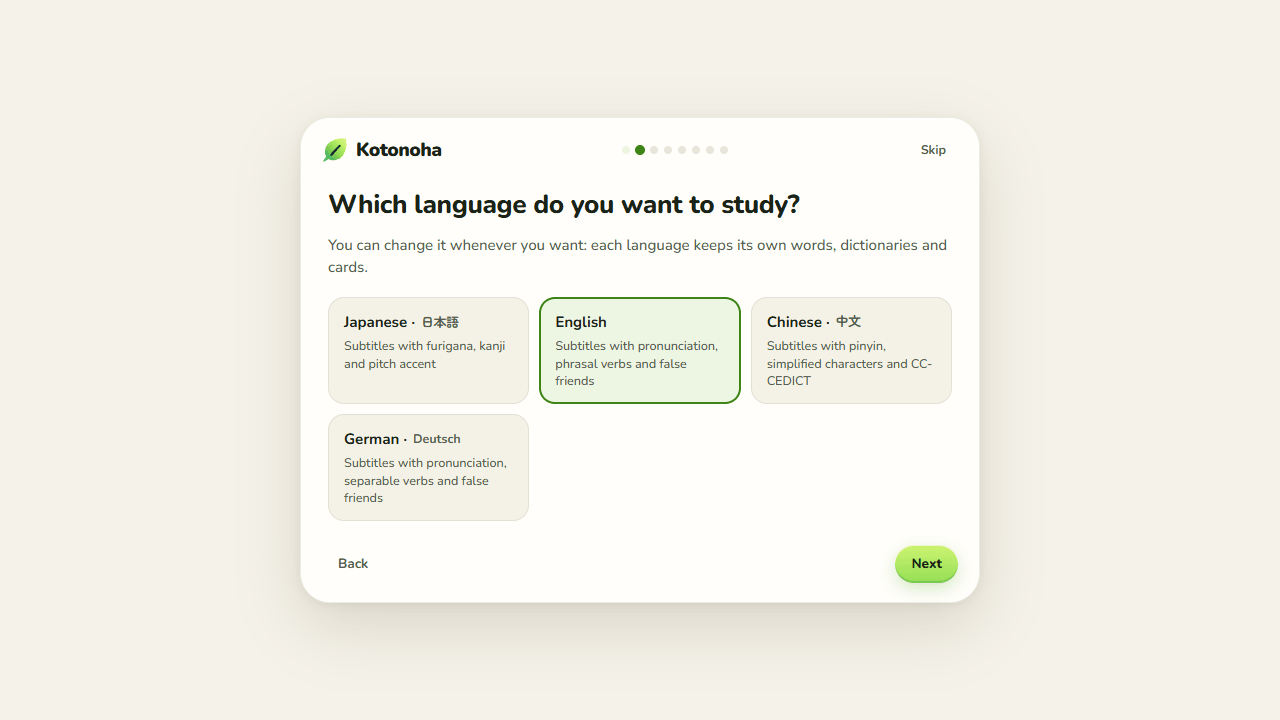 Kotonoha
Skip
Which language do you want to study?
You can change it whenever you want: each language keeps its own words, dictionaries and
cards.
Japanese · 日本語
Subtitles with furigana, kanji
and pitch accent
English
Subtitles with pronunciation,
phrasal verbs and false
friends
Chinese · 中文
Subtitles with pinyin,
simplified characters and CC-
CEDICT
German · Deutsch
Subtitles with pronunciation,
separable verbs and false
friends
Back
Next